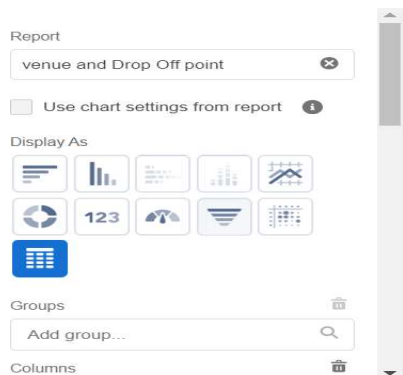 Report
venue and Drop Off point
Use chart settings from report
Display As
123
Groups
Add group...
Columns